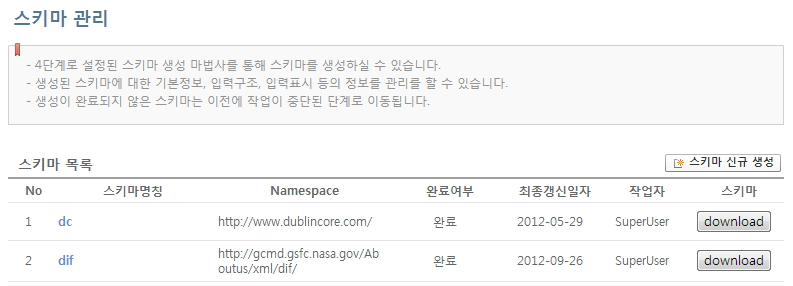 스키마 관리
- 4단계로 설정된 스키마 생성 마법사를 통해 스키마를 생성하실 수 있습니다.
- 생성된 스키마에 대한 기본정보, 입력구조, 입력표시 등의 정보를 관리를 할 수 있습니다.
- 생성이 완료되지 않은 스키마는 이전에 작업이 중단된 단계로 이동됩니다.
스키마 목록
스키마 신규 생성
No 스키마명칭 Namespace 완료여부 최종갱신일자 작업자 스키마
1 dc http://www.dublincore.com/ 완료 2012-05-29 SuperUser download
2 dif http://gcmd.gsfc.nasa.gov/Ab
outus/xml/dif/ 완료 2012-09-26 SuperUser download